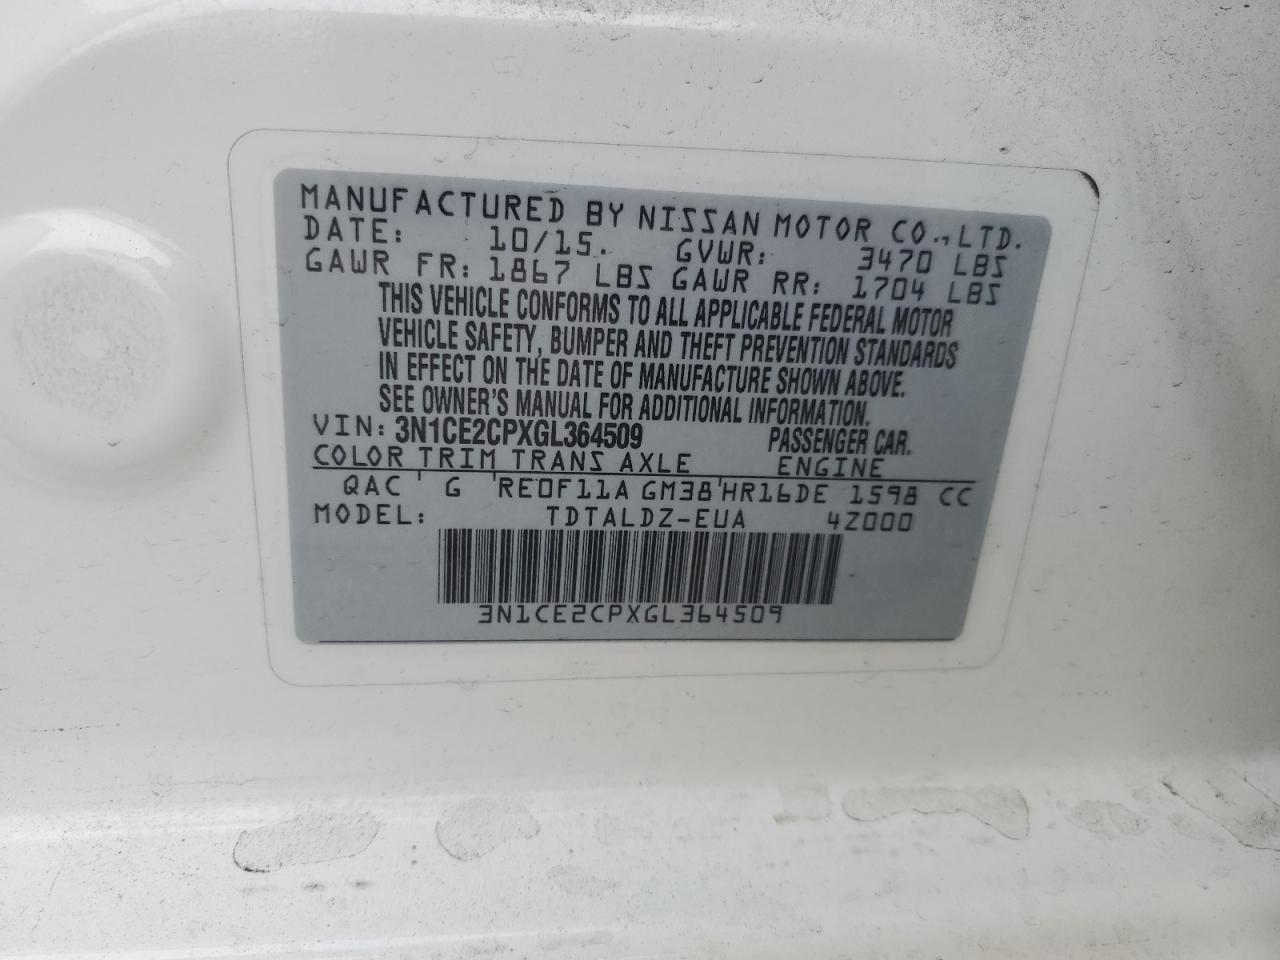 MANUFACTURED BY NISSAN MOTOR CO.,LTD.
DATE: 10/15. GVWR: 3470 LBS
GAWR FR: 1867 LBS GAWR RR: 1704 LBS
THIS VEHICLE CONFORMS TO ALL APPLICABLE FEDERAL MOTOR
VEHICLE SAFETY, BUMPER AND THEFT PREVENTION STANDARDS
IN EFFECT ON THE DATE OF MANUFACTURE SHOWN ABOVE.
SEE OWNER'S MANUAL FOR ADDITIONAL INFORMATION.
VIN: 3N1CE2CPXGL364509 PASSENGER CAR.
COLOR TRIM TRANS AXLE ENGINE
QAC G RE0F11A GM38 HR16DE 1598 CC
MODEL: TDTALDZ-EUA 4Z000
3N1CE2CPXGL364509